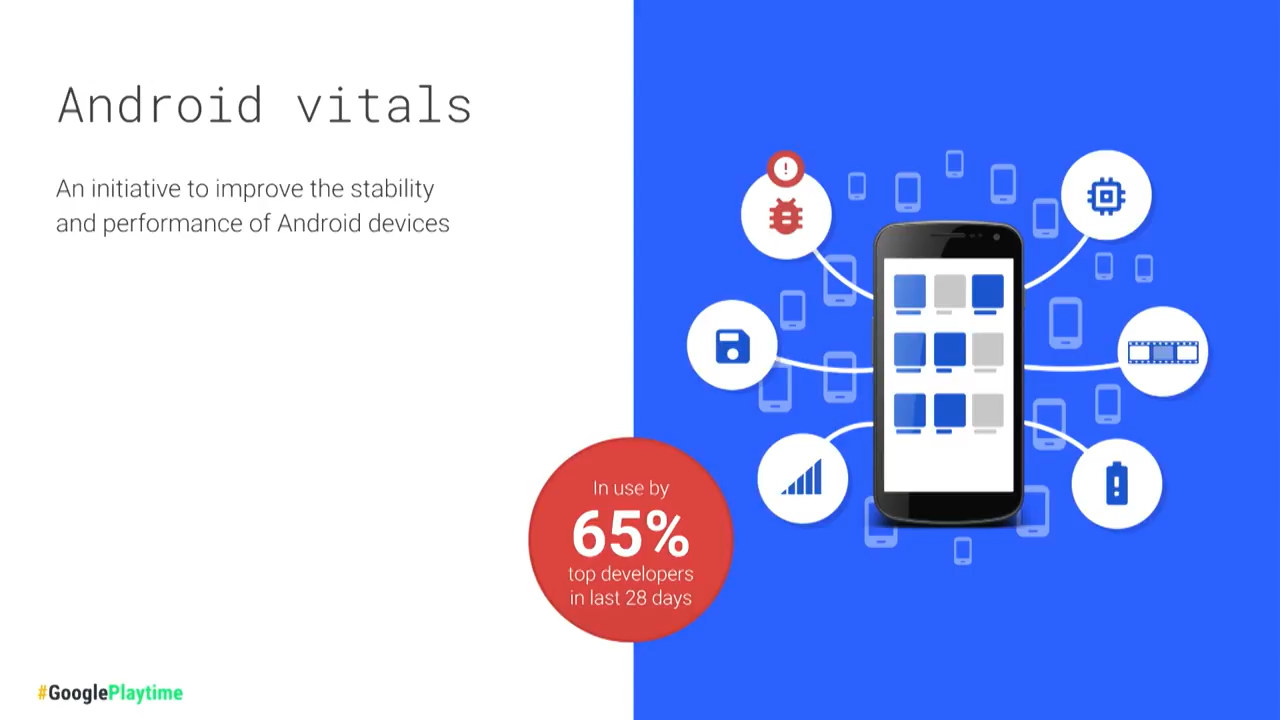 Android vitals
An initiative to improve the stability
and performance of Android devices
In use by
65%
top developers
in last 28 days
#GooglePlaytime